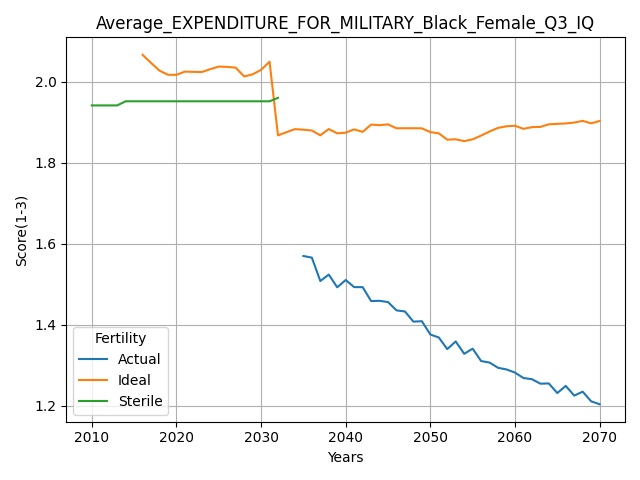 Average_EXPENDITURE_FOR_MILITARY_Black_Female_Q3_IQ
Score(1-3)
2.0
1.8
1.6
1.4
1.2
Fertility
Actual
Ideal
Sterile
2010 2020 2030 2040 2050 2060 2070
Years